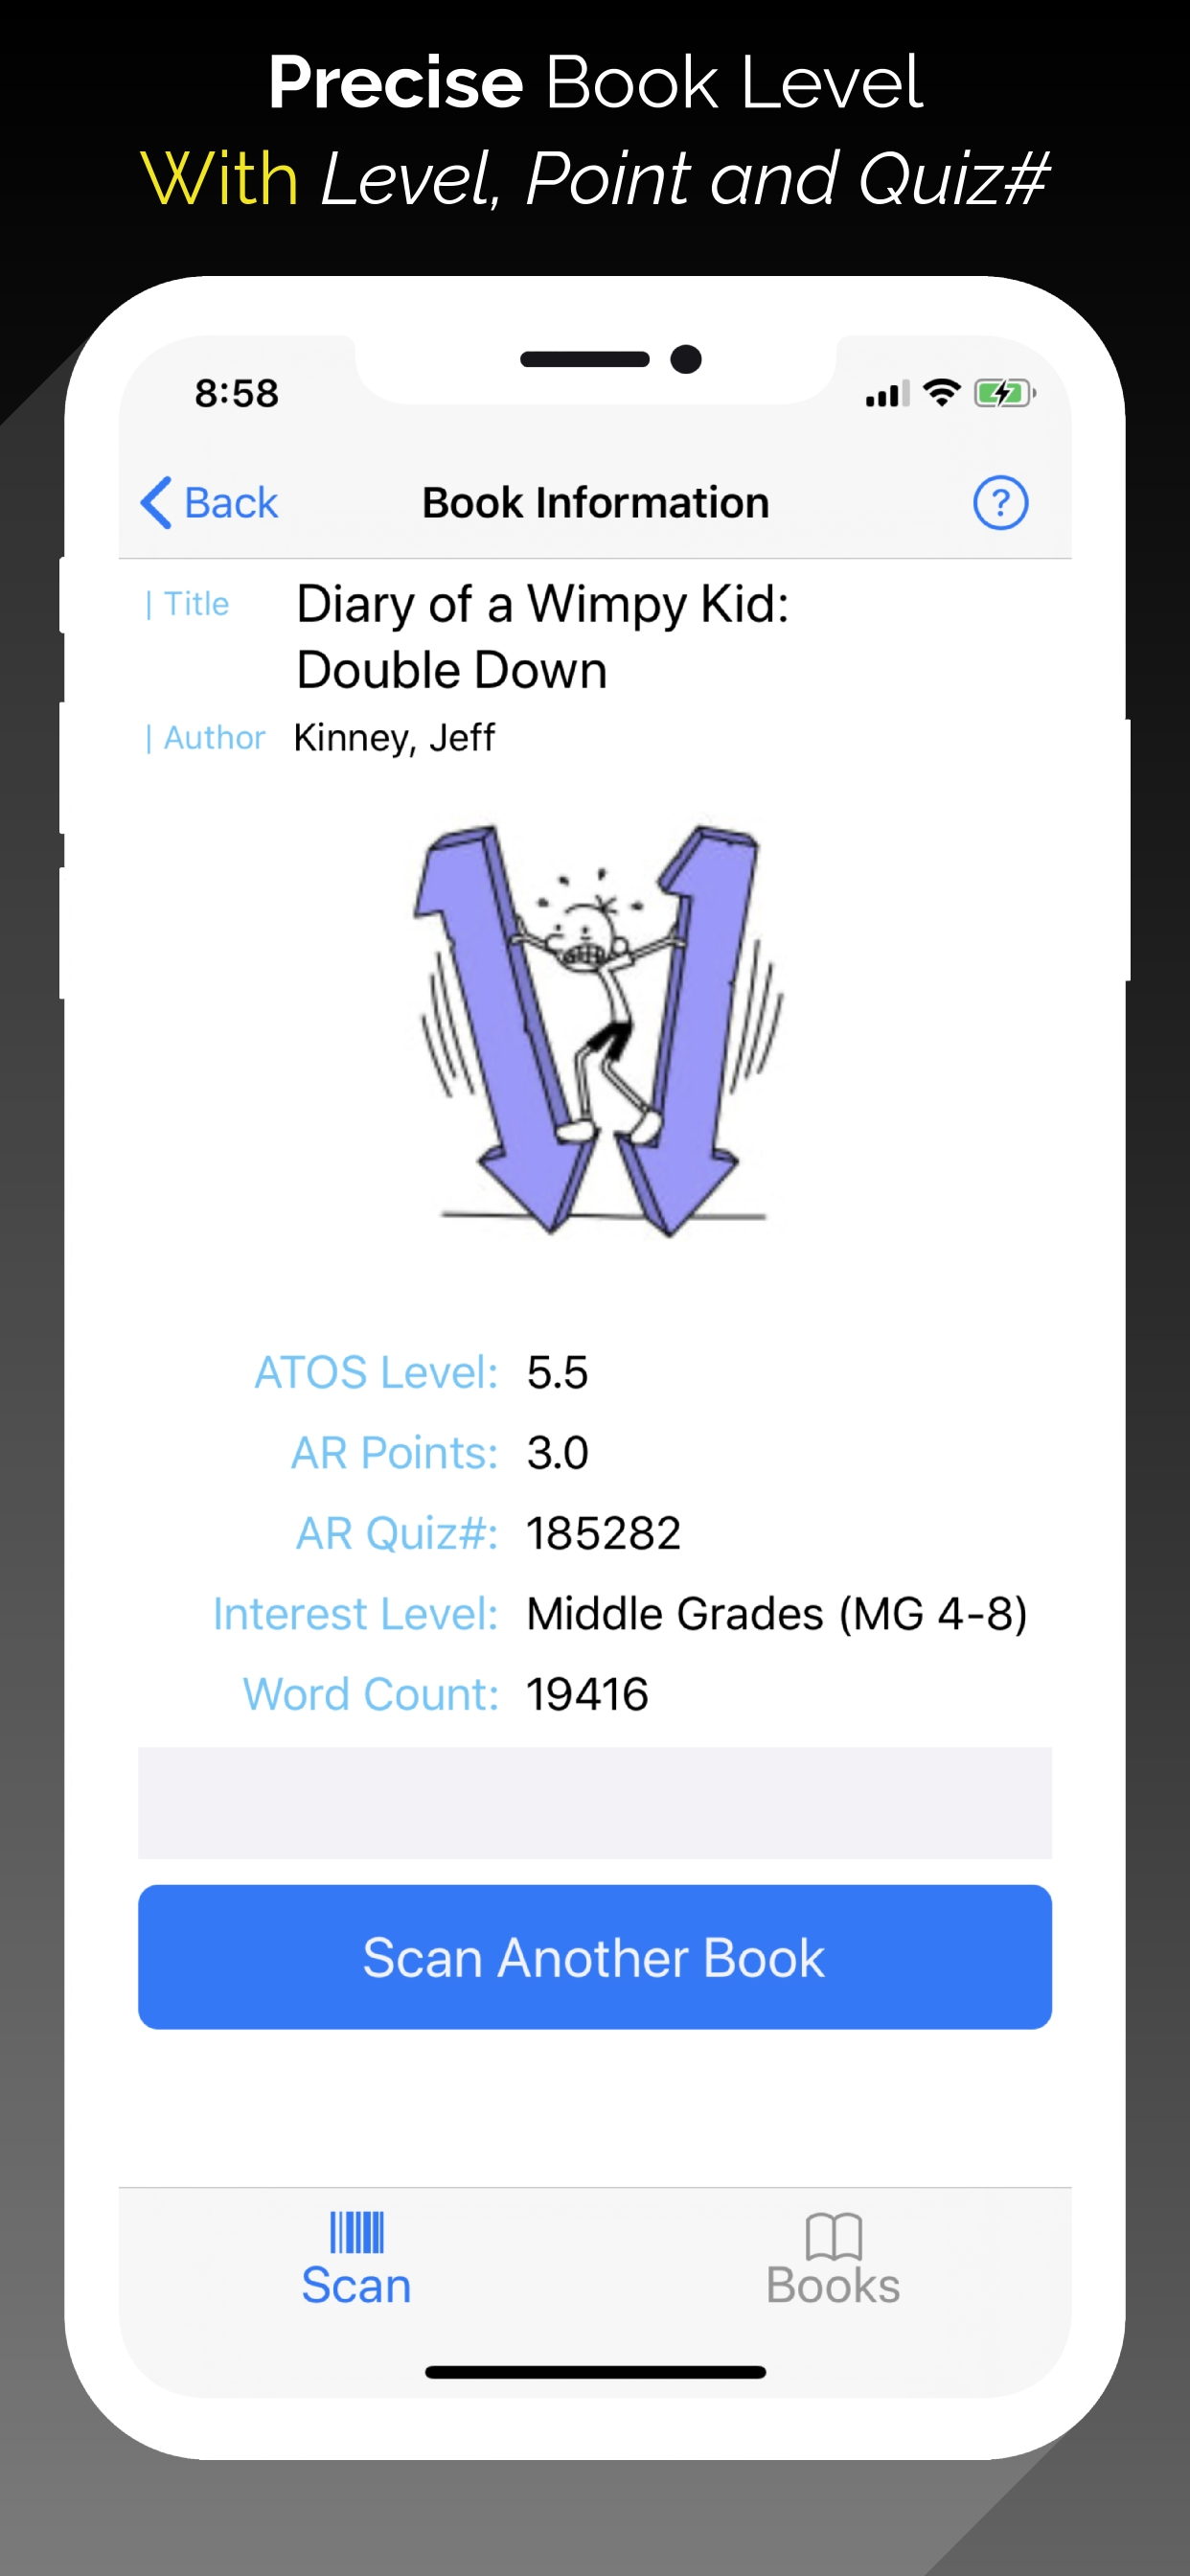 Precise Book Level
With Level, Point and Quiz#
8:58
Back
Book Information
?
| Title
Diary of a Wimpy Kid:
Double Down
| Author
Kinney, Jeff
ATOS Level: 5.5
AR Points: 3.0
AR Quiz#: 185282
Interest Level: Middle Grades (MG 4-8)
Word Count: 19416
Scan Another Book
Scan
Books